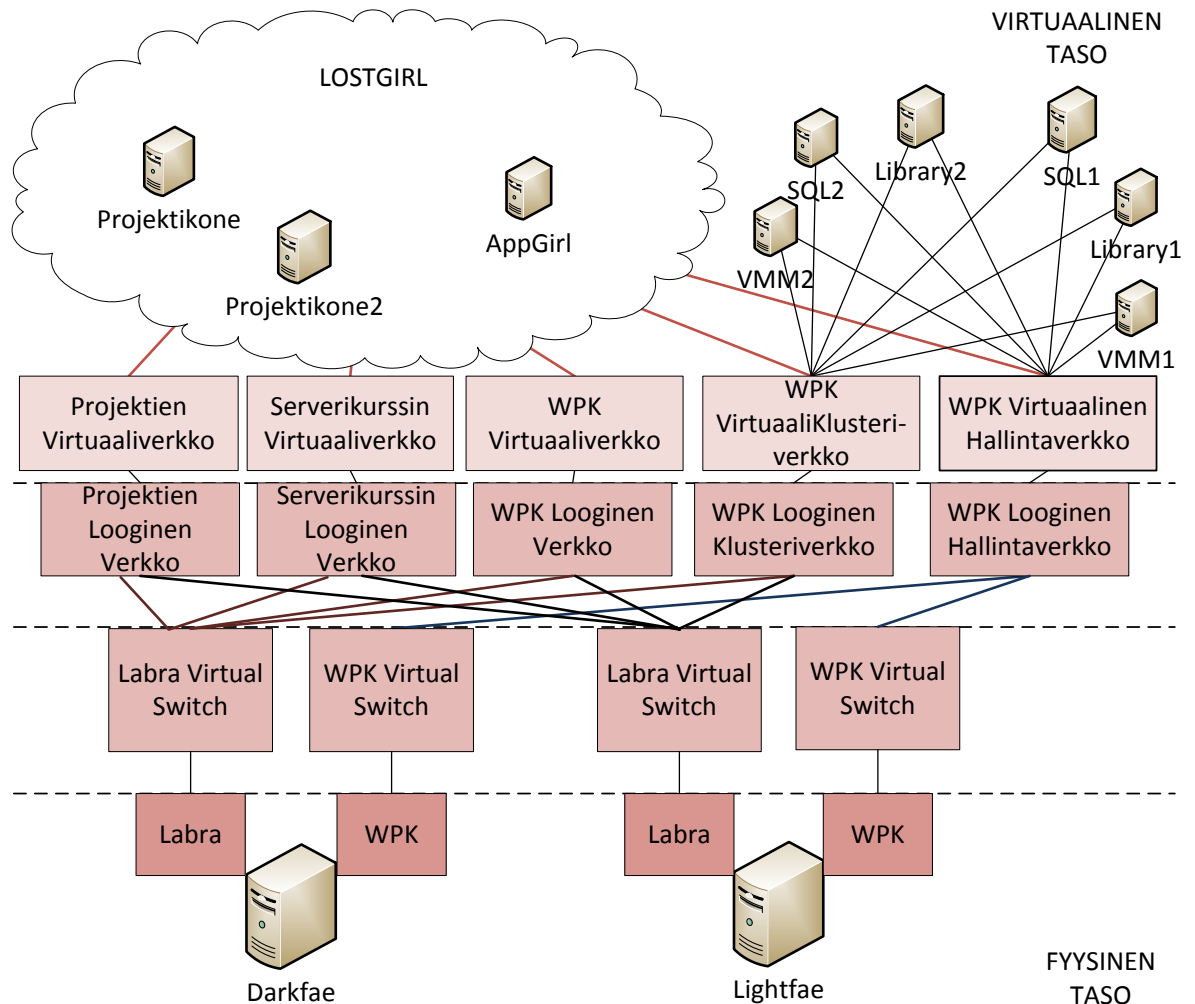 VIRTUAALINEN
TASO
LOSTGIRL
Projektikone
Projektikone2
AppGirl
SQL2
Library2
SQL1
Library1
VMM2
VMM1
Projektien
Virtuaaliverkko
Serverikurssin
Virtuaaliverkko
WPK
Virtuaaliverkko
WPK
VirtuaaliKlusteri-
verkko
WPK Virtuaalinen
Hallintaverkko
Projektien
Looginen
Verkko
Serverikurssin
Looginen
Verkko
WPK Looginen
Verkko
WPK Looginen
Klusteriverkko
WPK Looginen
Hallintaverkko
Labra Virtual
Switch
WPK Virtual
Switch
Labra Virtual
Switch
WPK Virtual
Switch
Labra
WPK
Labra
WPK
Darkfae
Lightfae
FYYSINEN
TASO